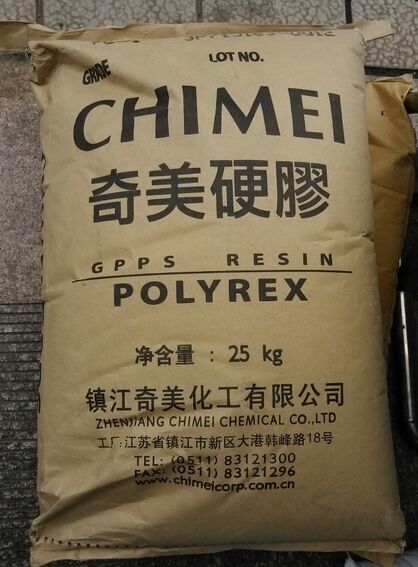 GRADE
LOT NO.
CHIMEI
奇美硬膠
GPPS RESIN
POLYREX
净含量 : 25 kg
镇江奇美化工有限公司
ZHENJIANG CHIMEI CHEMICAL CO.,LTD
工厂:江苏省镇江市新区大港韩峰路18号
TEL: (0511) 83121300
FAX: (0511) 83121296
www.chimeicorp.com.cn